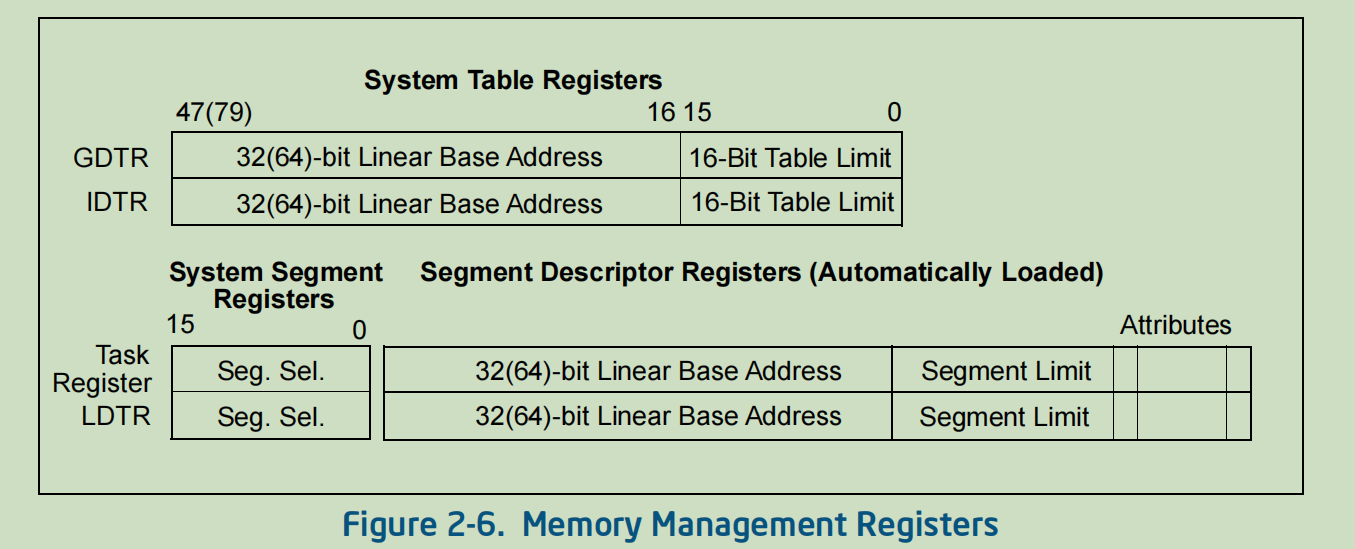 System Table Registers
47(79) 16 15 0
GDTR 32(64)-bit Linear Base Address 16-Bit Table Limit
IDTR 32(64)-bit Linear Base Address 16-Bit Table Limit
System Segment Registers
Segment Descriptor Registers (Automatically Loaded)
15 0
Attributes
Task Register Seg. Sel. 32(64)-bit Linear Base Address Segment Limit
LDTR Seg. Sel. 32(64)-bit Linear Base Address Segment Limit
Figure 2-6. Memory Management Registers